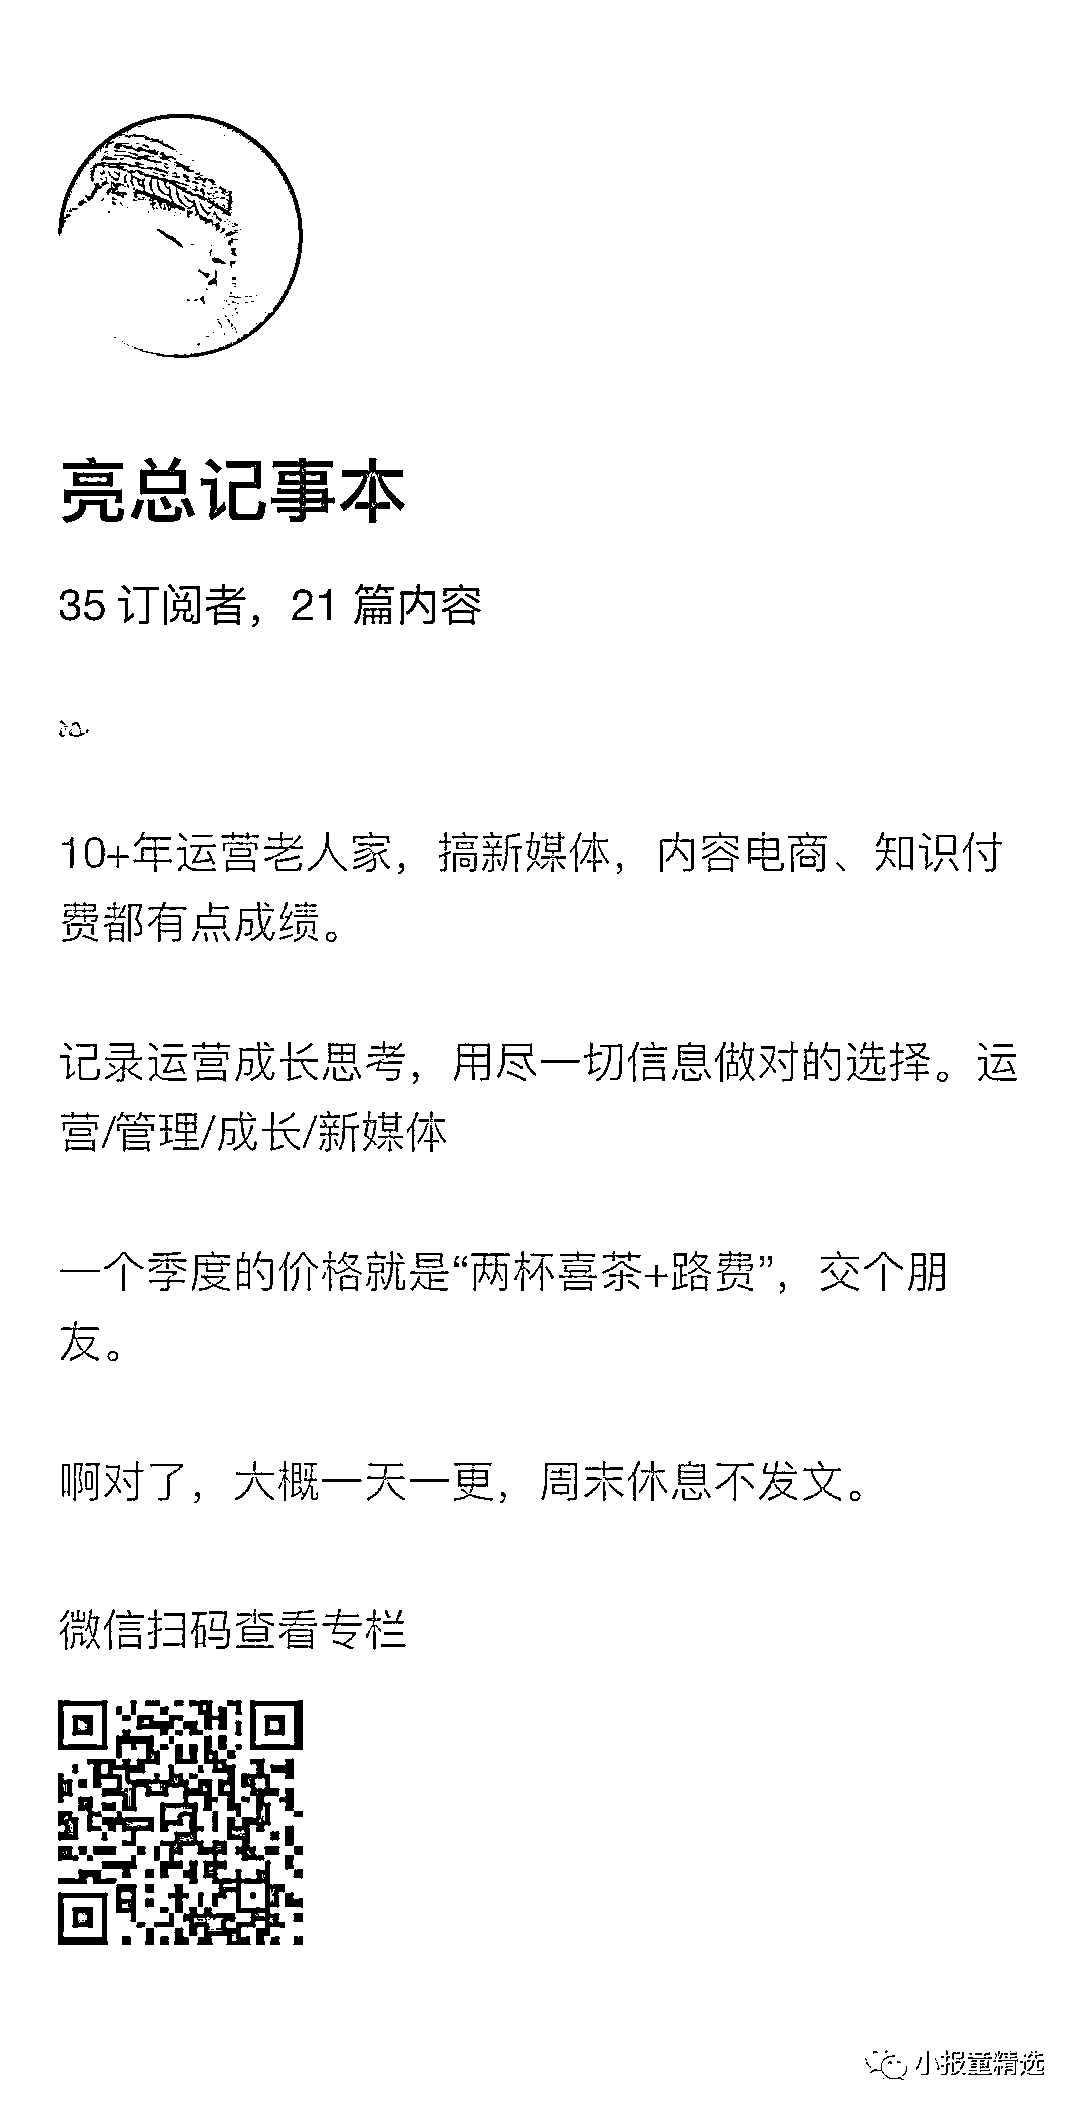 亮总记事本
35 订阅者，21 篇内容
10+年运营老人家，搞新媒体，内容电商、知识付
费都有点成绩。
记录运营成长思考，用尽一切信息做对的选择。运
营/管理/成长/新媒体
一个季度的价格就是“两杯喜茶+路费”，交个朋
友。
啊对了，大概一天一更，周末休息不发文。
微信扫码查看专栏
小报童精选